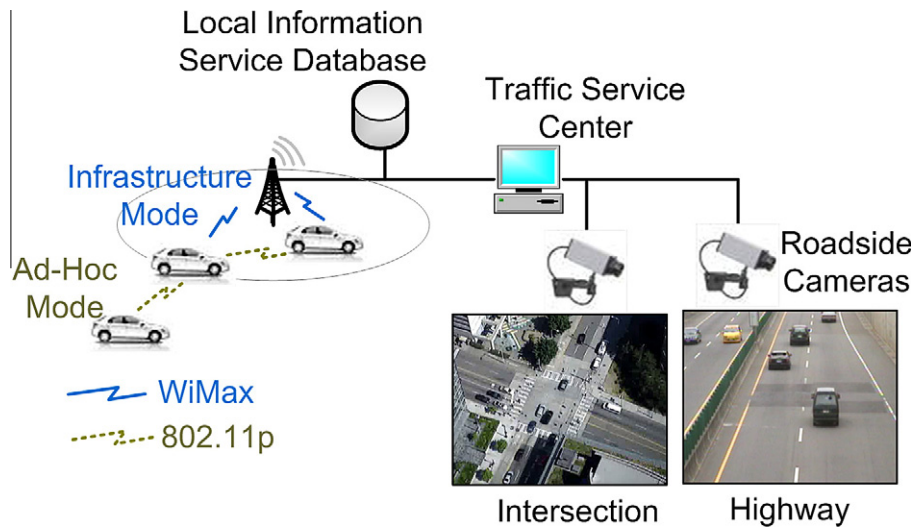 Local Information
Service Database
Traffic Service
Center
Infrastructure
Mode
Ad-Hoc
Mode
Roadside
Cameras
WiMax
802.11p
Intersection
Highway